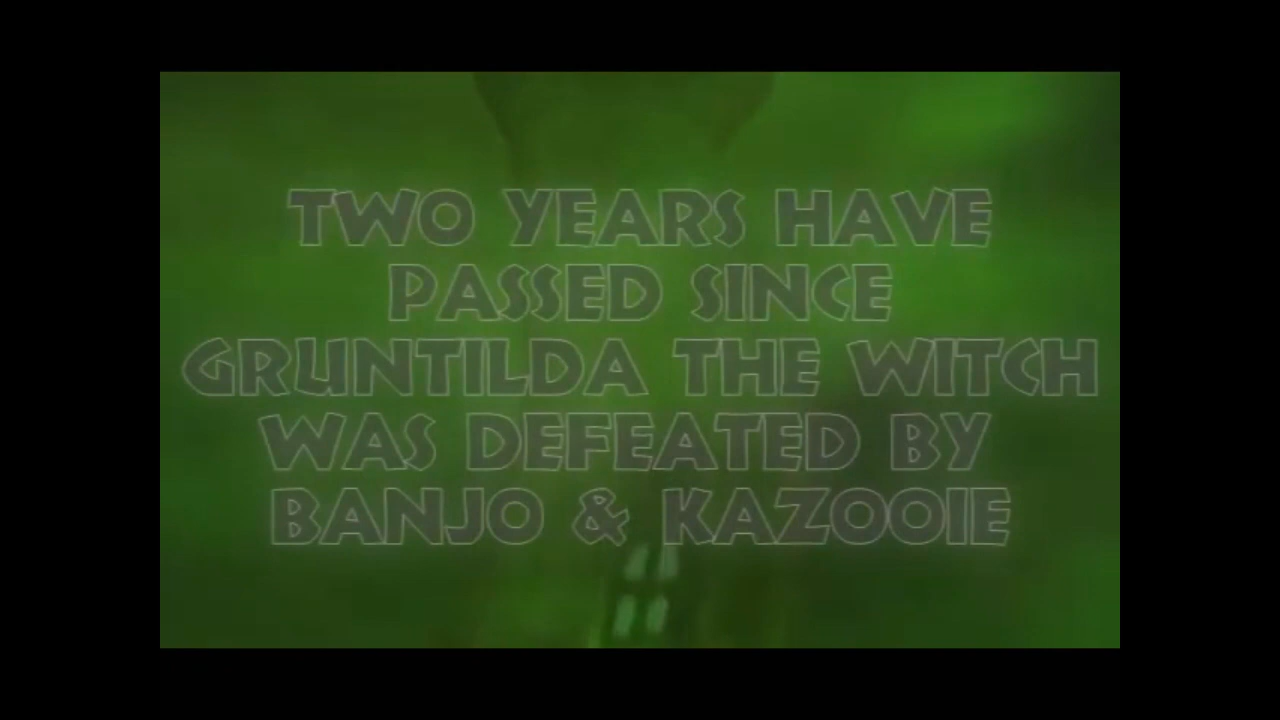 TWO YEARS HAVE
PASSED SINCE
GRUNTILDA THE WITCH
WAS DEFEATED BY
BANJO & KAZOOIE